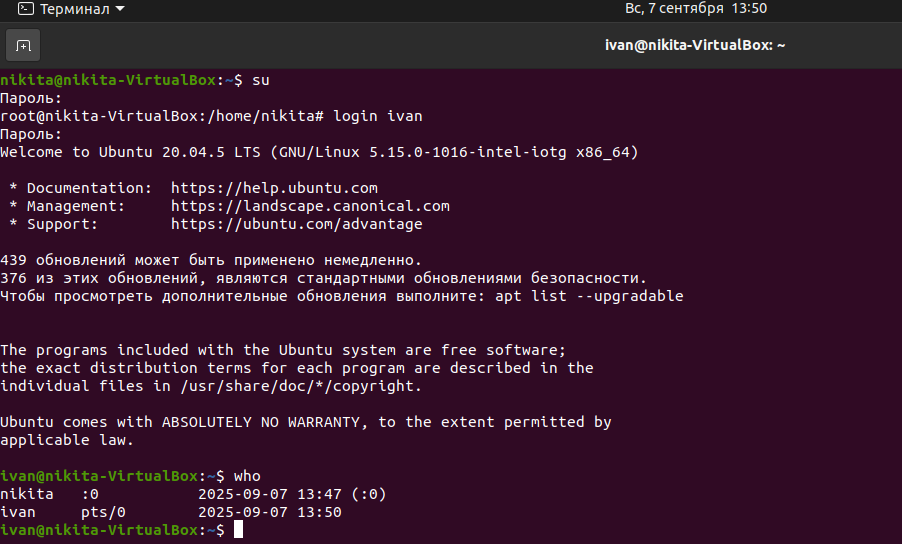 Терминал
Вс, 7 сентября 13:50
ivan@nikita-VirtualBox: ~
nikita@nikita-VirtualBox:~$ su
Пароль:
root@nikita-VirtualBox:/home/nikita# login ivan
Пароль:
Welcome to Ubuntu 20.04.5 LTS (GNU/Linux 5.15.0-1016-intel-iotg x86_64)
* Documentation:  https://help.ubuntu.com
* Management:     https://landscape.canonical.com
* Support:        https://ubuntu.com/advantage
439 обновлений может быть применено немедленно.
376 из этих обновлений, являются стандартными обновлениями безопасности.
Чтобы просмотреть дополнительные обновления выполните: apt list --upgradable
The programs included with the Ubuntu system are free software;
the exact distribution terms for each program are described in the
individual files in /usr/share/doc/*/copyright.
Ubuntu comes with ABSOLUTELY NO WARRANTY, to the extent permitted by
applicable law.
ivan@nikita-VirtualBox:~$ who
nikita   :0           2025-09-07 13:47 (:0)
ivan     pts/0        2025-09-07 13:50
ivan@nikita-VirtualBox:~$